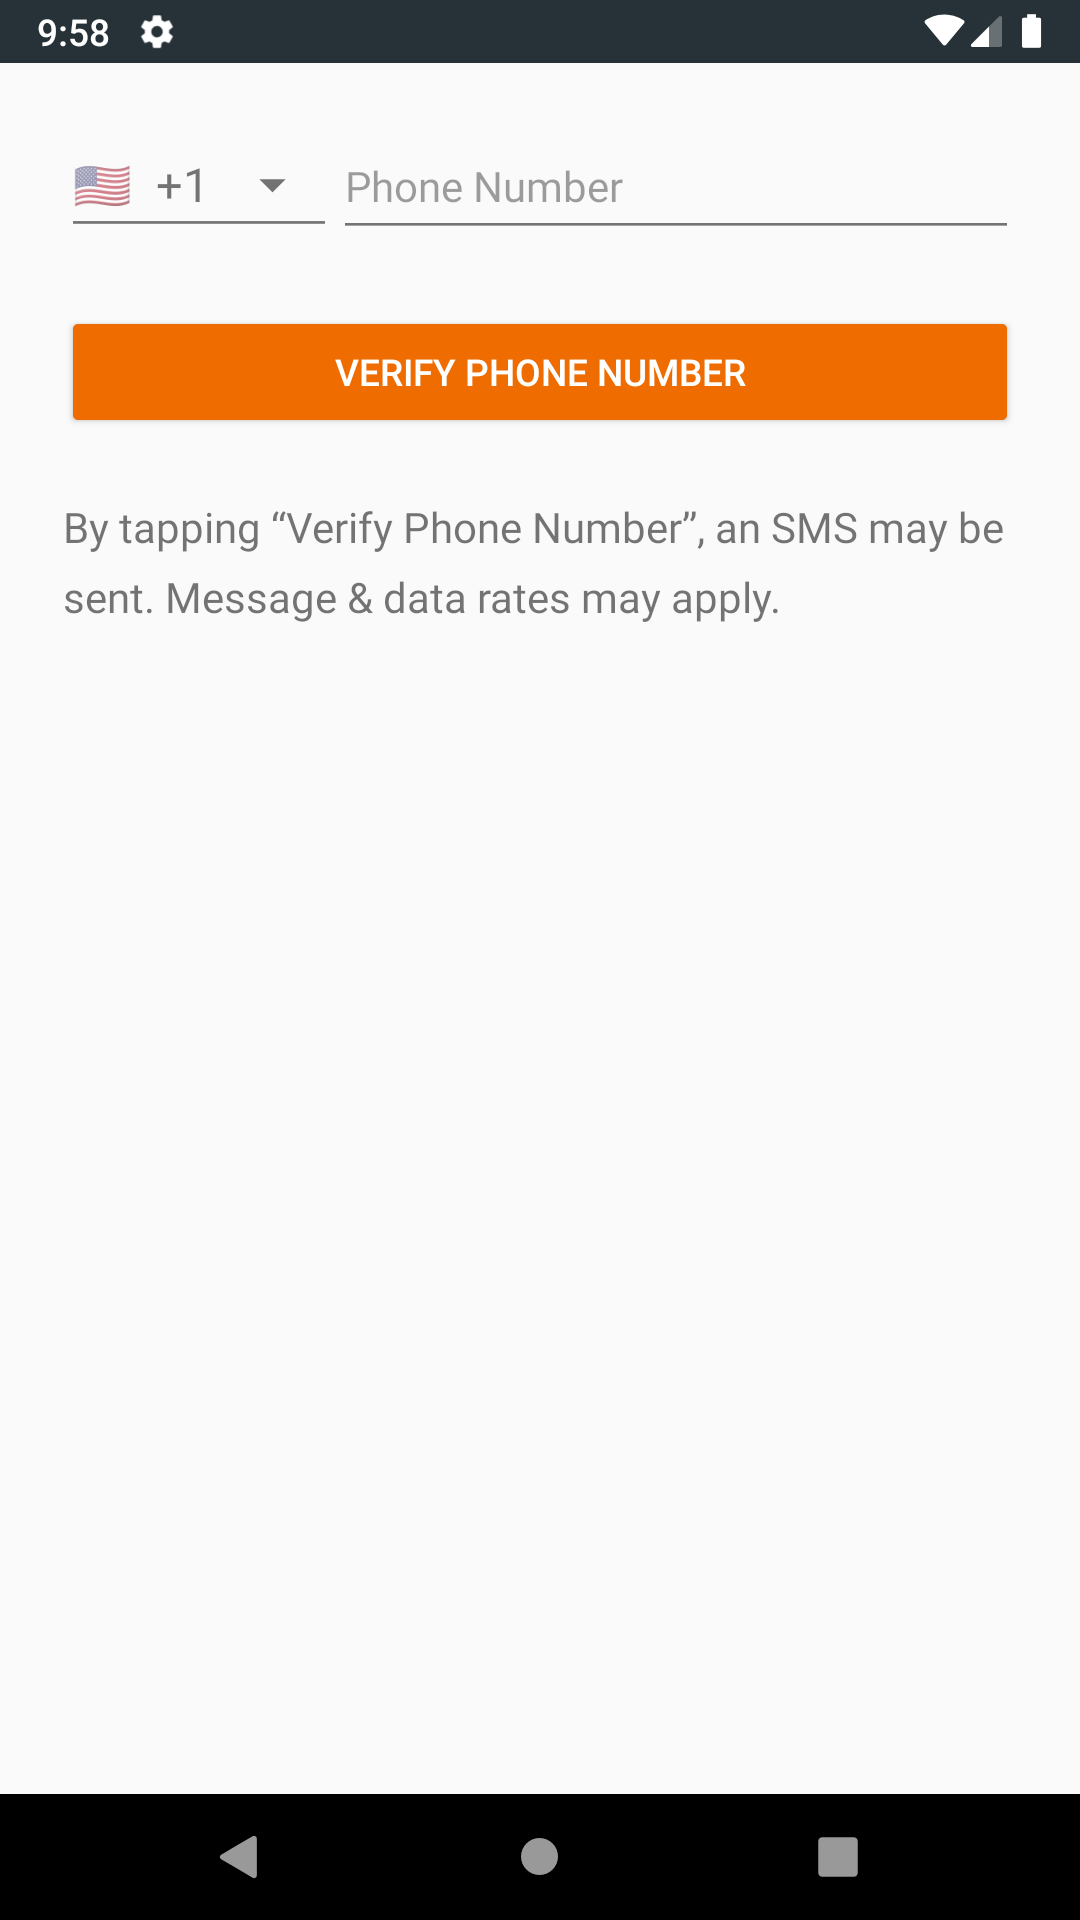 9:58
+1 Phone Number
VERIFY PHONE NUMBER
By tapping “Verify Phone Number”, an SMS may be
sent. Message & data rates may apply.